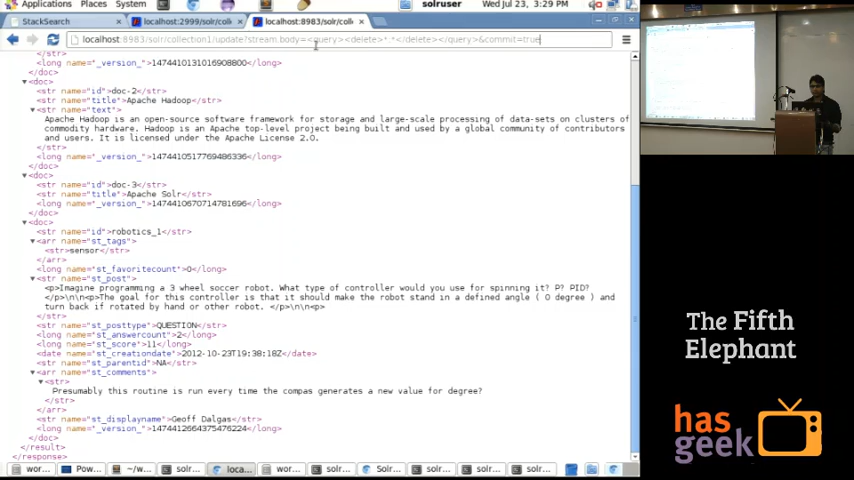 Applications Places System solruser Wed Jul 23, 3:29 PM
StackSearch localhost:2999/solr/colle localhost:8983/solr/colle
localhost:8983/solr/collection1/update?stream.body=<query><delete>*:*</delete></query>&commit=true
</str>
<long name="_version_">1474410131016908800</long>
</doc>
<doc>
<str name="id">doc-2</str>
<str name="title">Apache Hadoop</str>
<str name="text">
Apache Hadoop is an open-source software framework for storage and large-scale processing of data-sets on clusters of
commodity hardware. Hadoop is an Apache top-level project being built and used by a global community of contributors
and users. It is licensed under the Apache License 2.0.
</str>
<long name="_version_">1474410517769486336</long>
</doc>
<doc>
<str name="id">doc-3</str>
<str name="title">Apache Solr</str>
<long name="_version_">1474410670714781696</long>
</doc>
<doc>
<str name="id">robotics_1</str>
<arr name="st_tags">
<str>sensor</str>
</arr>
<long name="st_favoritecount">0</long>
<str name="st_post">
<p>Imagine programming a 3 wheel soccer robot. What type of controller would you use for spinning it? P? PID?
</p>\n\n<p>The goal for this controller is that it should make the robot stand in a defined angle ( 0 degree ) and
turn back if rotated by hand or other robot. </p>\n\n<p>
</str>
<str name="st_posttype">QUESTION</str>
<long name="st_answercount">2</long>
<long name="st_score">11</long>
<date name="st_creationdate">2012-10-23T19:38:18Z</date>
<str name="st_parentid">NA</str>
<arr name="st_comments">
<str>
Presumably this routine is run every time the compas generates a new value for degree?
</str>
</arr>
<str name="st_displayname">Geoff Dalgas</str>
<long name="_version_">1474412664375476224</long>
</doc>
</result>
</response>
wor... Pow... ~/w... solr... loca... wor... solr... Solr... solr... solr... solr...
The Fifth
Elephant
has
geek